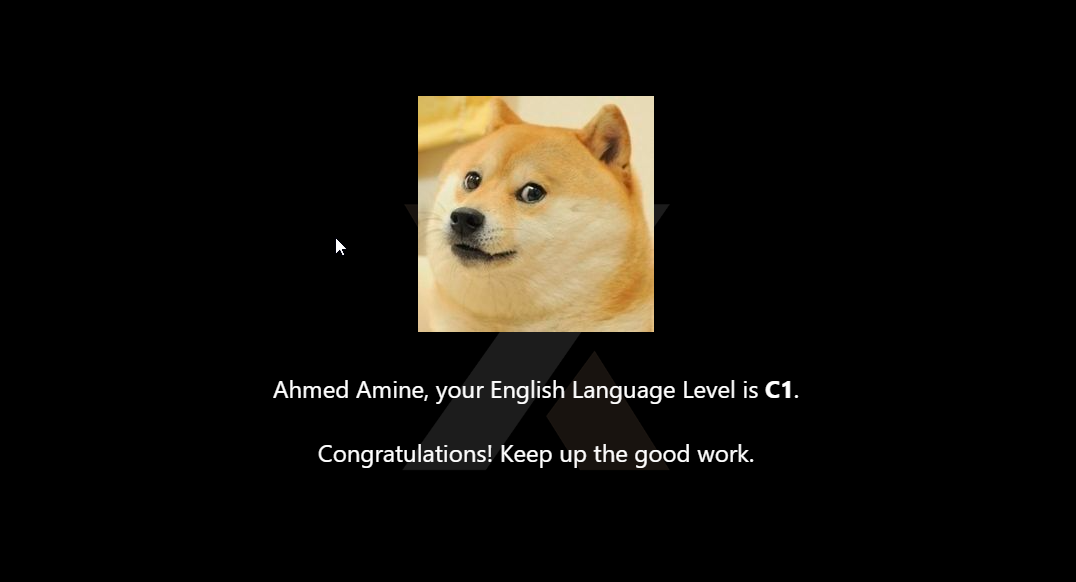 Ahmed Amine, your English Language Level is C1.
Congratulations! Keep up the good work.